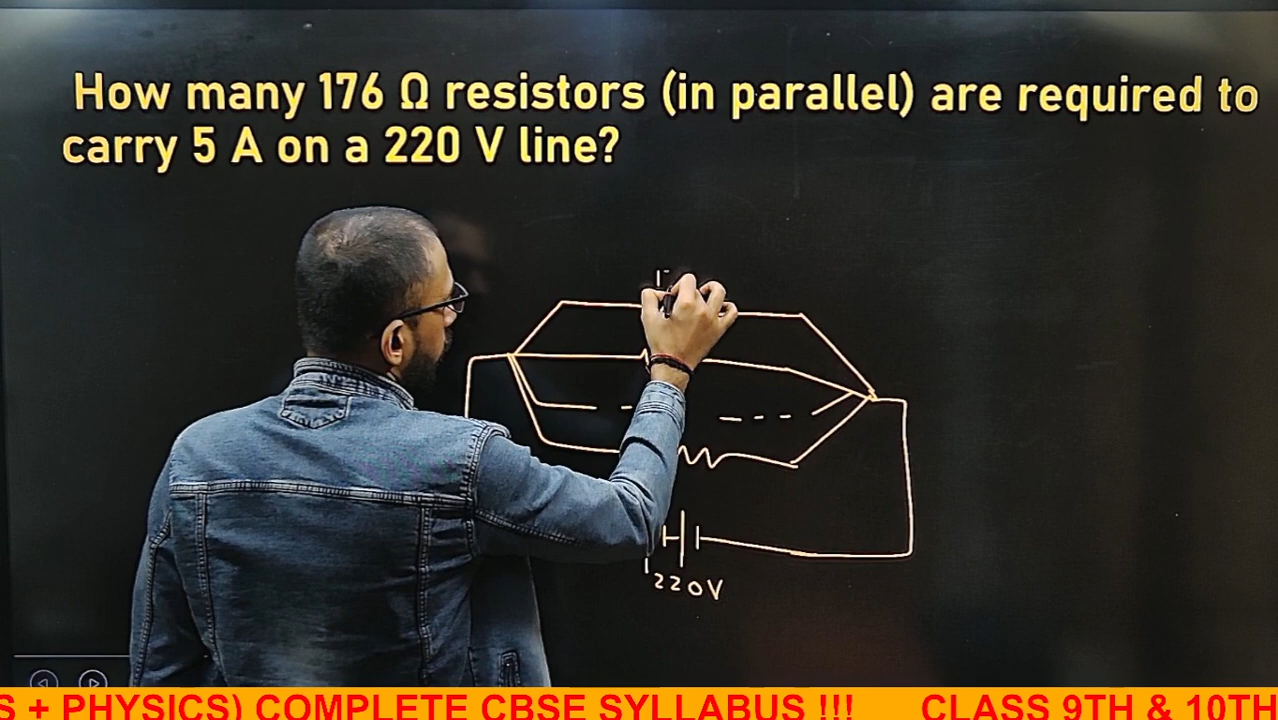 How many 176 Ω resistors (in parallel) are required to
carry 5 A on a 220 V line?
220V
S + PHYSICS) COMPLETE CBSE SYLLABUS !!! CLASS 9TH & 10TH